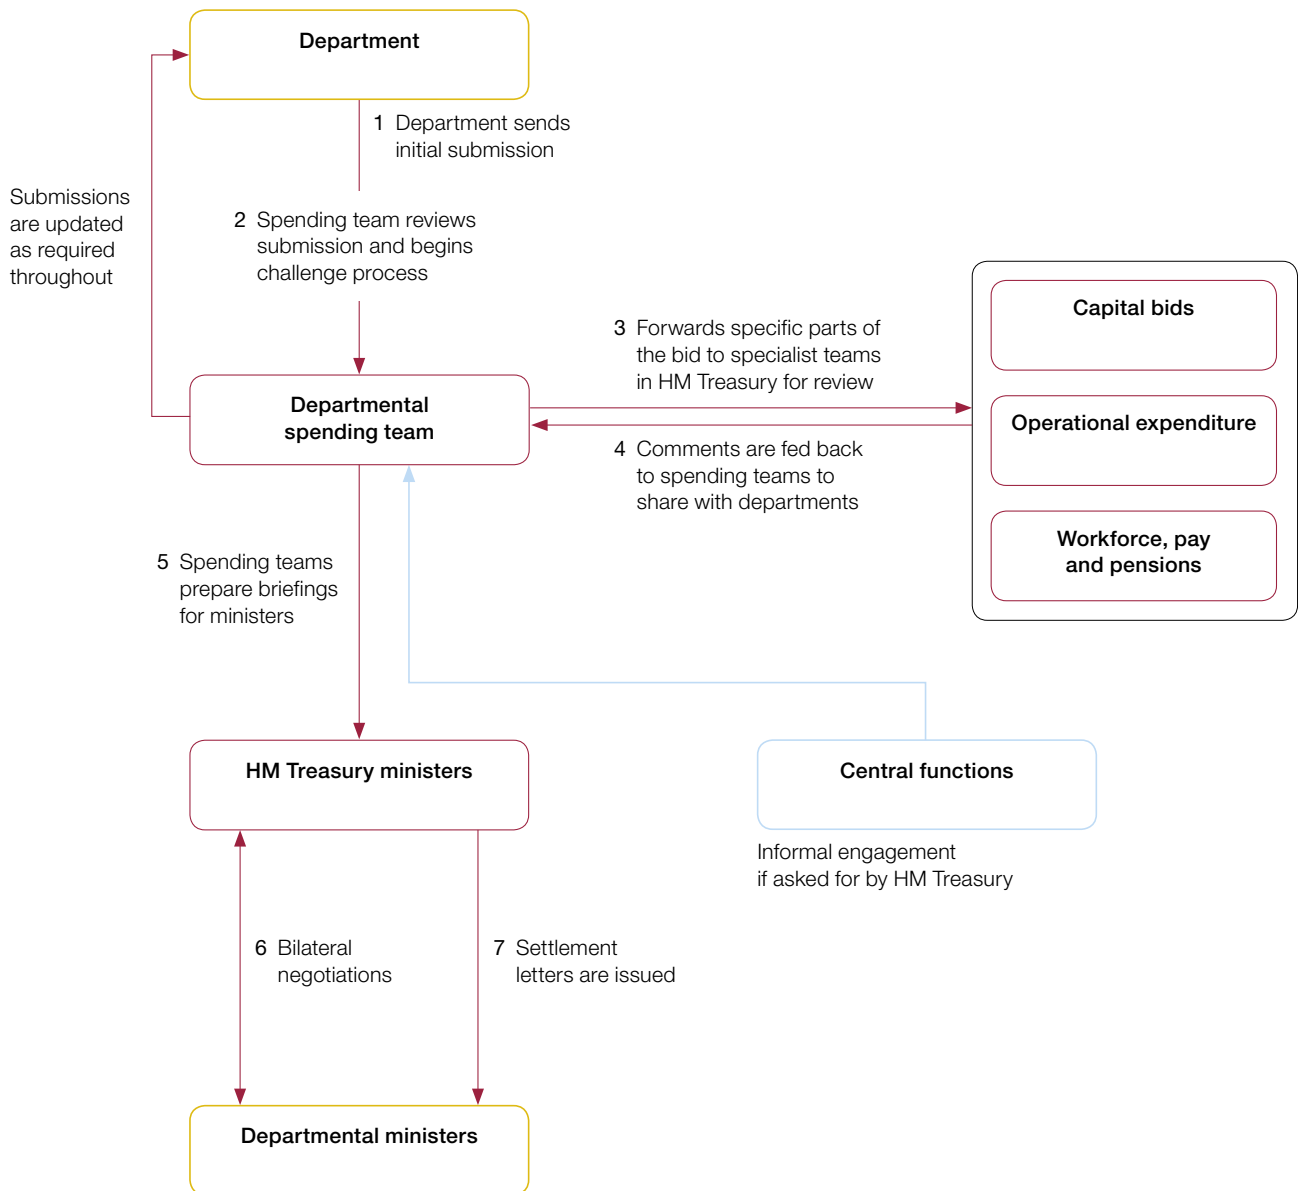 Department
1 Department sends
initial submission
Submissions
are updated
as required
throughout
2 Spending team reviews
submission and begins
challenge process
Capital bids
3 Forwards specific parts of
the bid to specialist teams
in HM Treasury for review
Departmental
spending team
Operational expenditure
4 Comments are fed back
to spending teams to
share with departments
Workforce, pay
and pensions
5 Spending teams
prepare briefings
for ministers
HM Treasury ministers
Central functions
Informal engagement
if asked for by HM Treasury
6 Bilateral
negotiations
7 Settlement
letters are issued
Departmental ministers